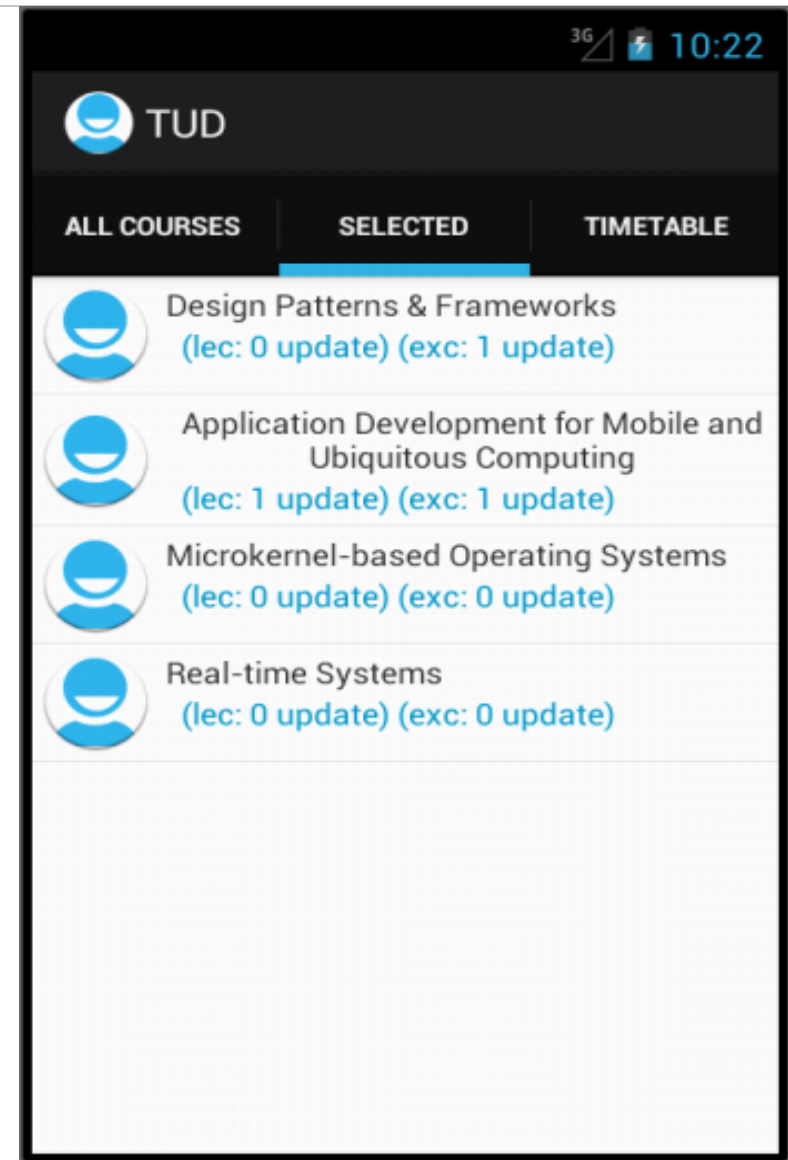 3G 10:22
TUD
ALL COURSES SELECTED TIMETABLE
Design Patterns & Frameworks
(lec: 0 update) (exc: 1 update)
Application Development for Mobile and
Ubiquitous Computing
(lec: 1 update) (exc: 1 update)
Microkernel-based Operating Systems
(lec: 0 update) (exc: 0 update)
Real-time Systems
(lec: 0 update) (exc: 0 update)